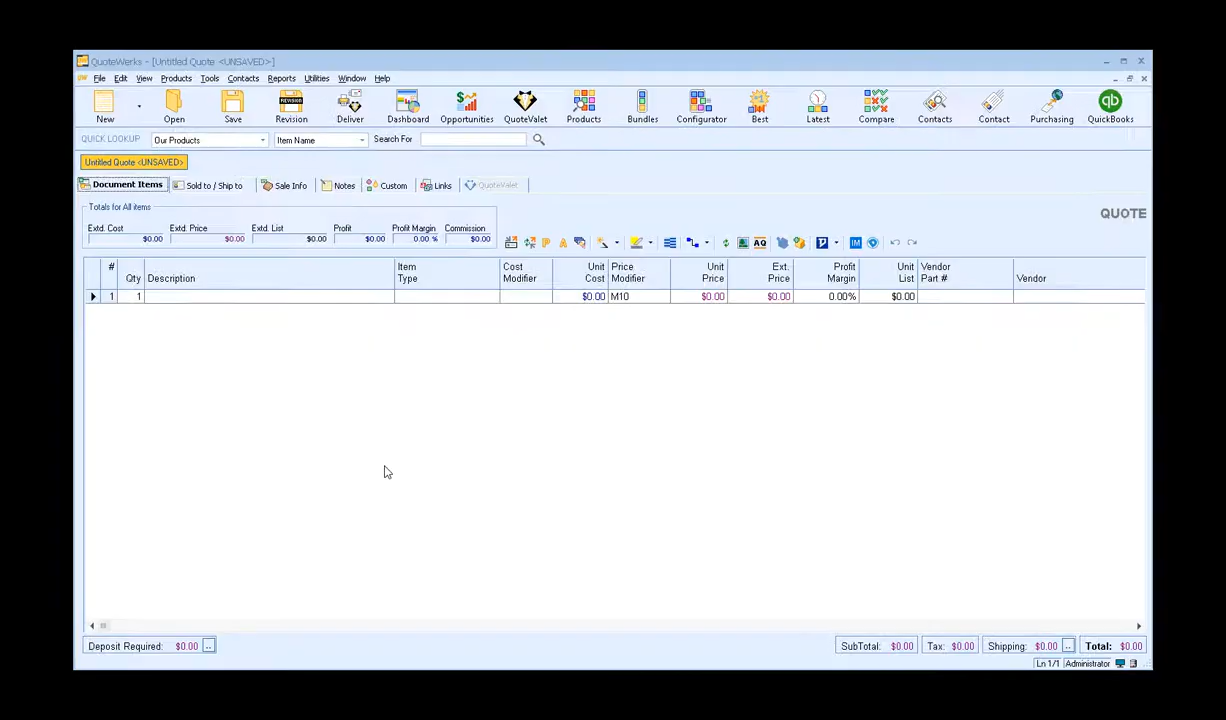 QuoteWerks - [Untitled Quote <UNSAVED>]
File Edit View Products Tools Contacts Reports Utilities Window Help
REVISION
qb
New Open Save Revision Deliver Dashboard Opportunities QuoteValet Products Bundles Configurator Best Latest Compare Contacts Contact Purchasing QuickBooks
QUICK LOOKUP Our Products Item Name Search For
Untitled Quote <UNSAVED>
Document Items Sold to / Ship to Sale Info Notes Custom Links QuoteValet
Totals for All items
QUOTE
Extd. Cost Extd. Price Extd. List Profit Profit Margin Commission
$0.00 $0.00 $0.00 $0.00 0.00 % $0.00
P A AQ P IM
# Qty Description Item Type Cost Modifier Unit Cost Price Modifier Unit Price Ext. Price Profit Margin Unit List Vendor Part # Vendor
1 1 $0.00 M10 $0.00 $0.00 0.00% $0.00
Deposit Required: $0.00 .. SubTotal: $0.00 Tax: $0.00 Shipping: $0.00 .. Total: $0.00
Ln 1/1 Administrator